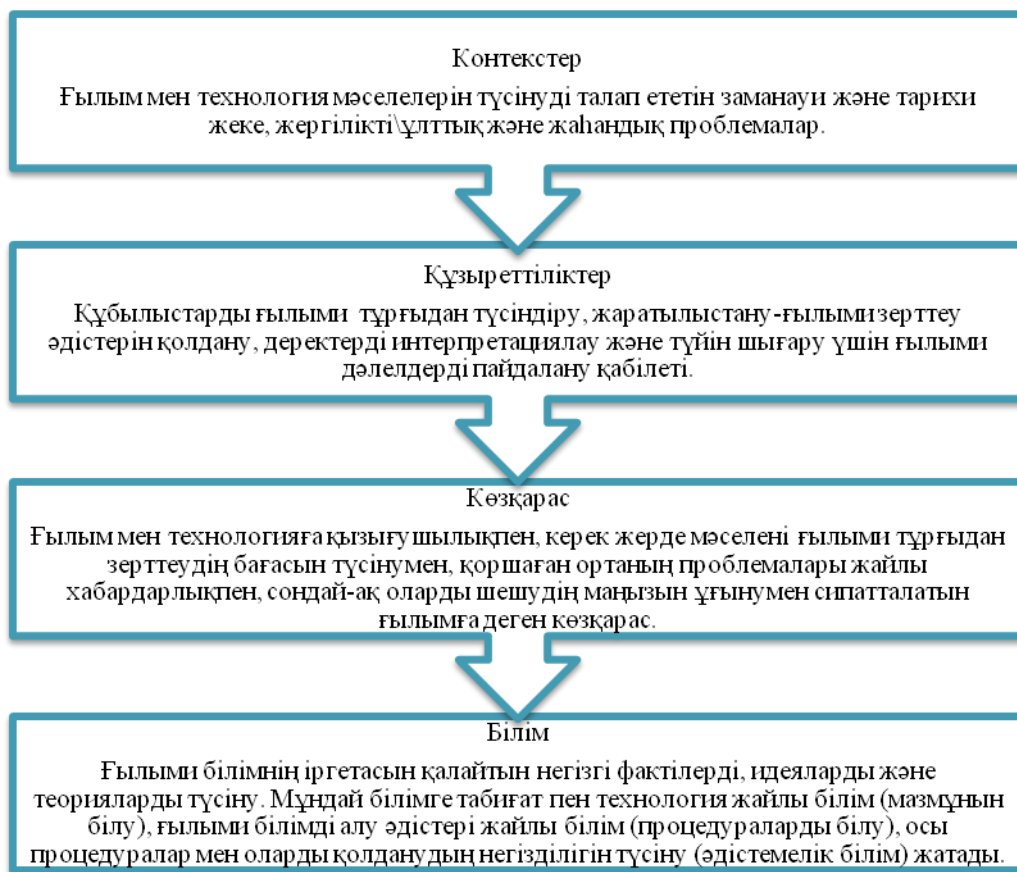 Контекстер
Ғылым мен технология мәселелерін түсінуді талап ететін заманауи және тарихи
жеке, жергілікті\ұлттық және жаһандық проблемалар.
Құзыреттіліктер
Құбылыстарды ғылыми тұрғыдан түсіндіру, жаратылыстану-ғылыми зерттеу
әдістерін қолдану, деректерді интерпретациялау және түйін шығару үшін ғылыми
дәлелдерді пайдалану қабілеті.
Көзқарас
Ғылым мен технологияға қызығушылықпен, керек жерде мәселені ғылыми тұрғыдан
зерттеудің бағасын түсінумен, қоршаған ортаның проблемалары жайлы
хабардарлықпен, сондай-ақ оларды шешудің маңызын ұғынумен сипатталатын
ғылымға деген көзқарас.
Білім
Ғылыми білімнің іргетасын қалайтын негізгі фактілерді, идеяларды және
теорияларды түсіну. Мұндай білімге табиғат пен технология жайлы білім (мазмұнын
білу), ғылыми білімді алу әдістері жайлы білім (процедураларды білу), осы
процедуралар мен оларды қолданудың негізділігін түсіну (әдістемелік білім) жатады.